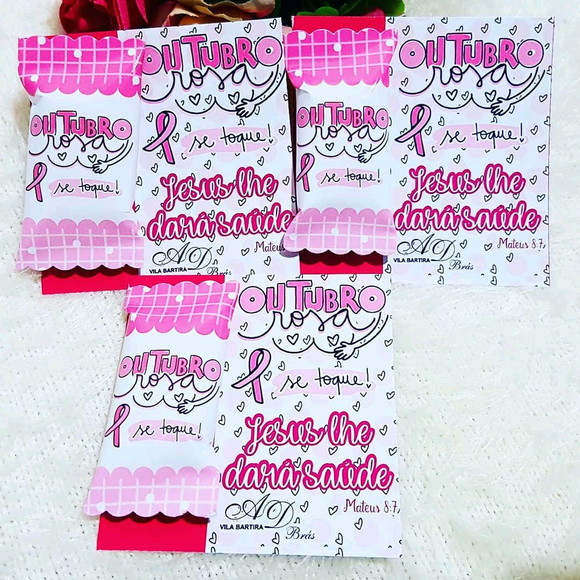 OUTUBRO
rosa
se toque!
OUTUBRO
rosa
se toque!
Jesus lhe
dará saúde
Mateus 8:7
AD
VILA BARTIRA Brás
OUTUBRO
rosa
se toque!
OUTUBRO
rosa
se toque!
Jesus lhe
dará saúde
Mateus 8:7
AD
Brás
OUTUBRO
rosa
se toque!
OUTUBRO
rosa
se toque!
Jesus lhe
dará saúde
Mateus 8:7
AD
VILA BARTIRA Brás